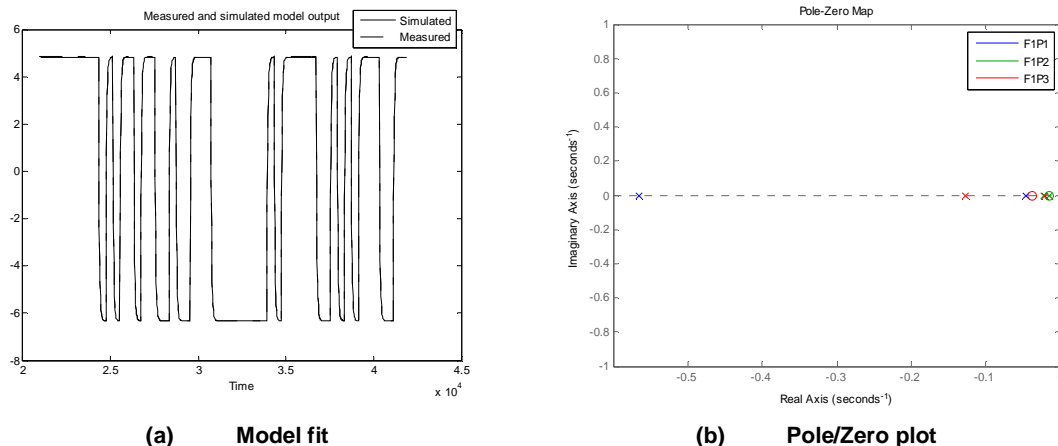 Measured and simulated model output
Simulated
Measured
6
4
2
0
-2
-4
-6
-8
2
2.5
3
3.5
4
4.5
x 10⁴
Time
(a) Model fit
Pole-Zero Map
F1P1
F1P2
F1P3
1
0.8
0.6
0.4
0.2
0
-0.2
-0.4
-0.6
-0.8
-1
-0.5
-0.4
-0.3
-0.2
-0.1
0
Imaginary Axis (seconds⁻¹)
Real Axis (seconds⁻¹)
(b) Pole/Zero plot